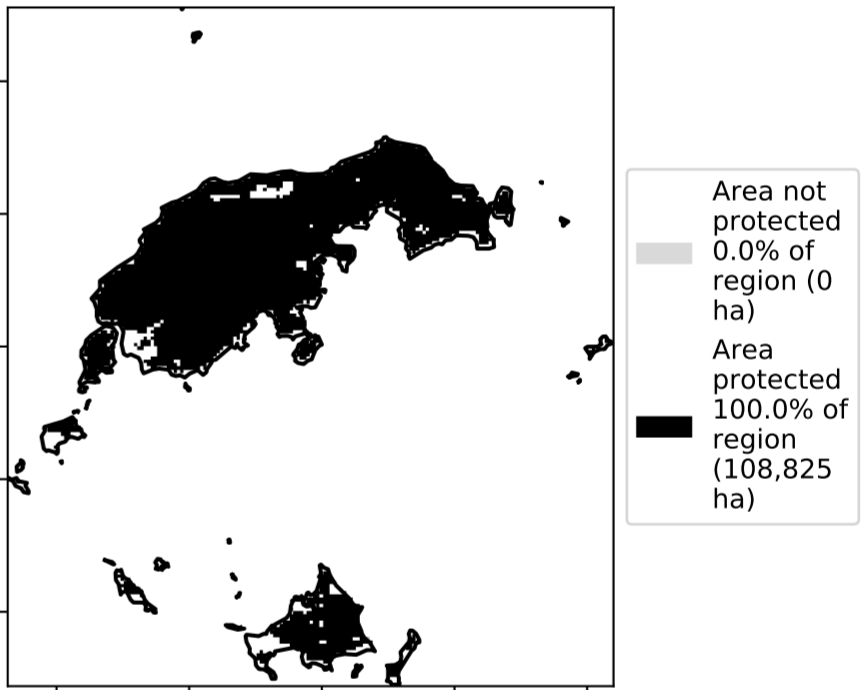 Area not
protected
0.0% of
region (0
ha)
Area
protected
100.0% of
region
(108,825
ha)